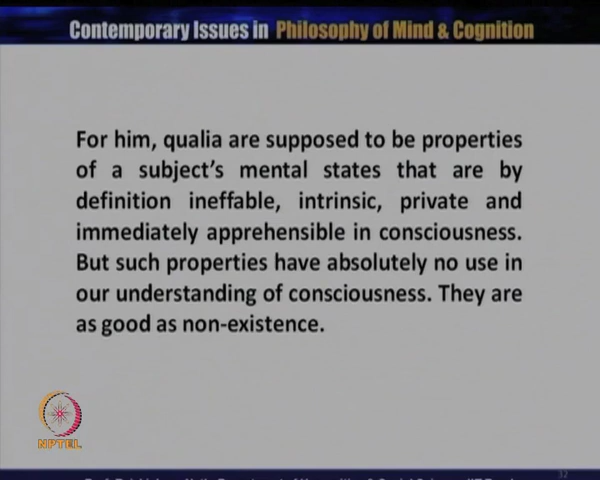 Contemporary Issues in Philosophy of Mind & Cognition
For him, qualia are supposed to be properties
of a subject's mental states that are by
definition ineffable, intrinsic, private and
immediately apprehensible in consciousness.
But such properties have absolutely no use in
our understanding of consciousness. They are
as good as non-existence.
NPTEL
32